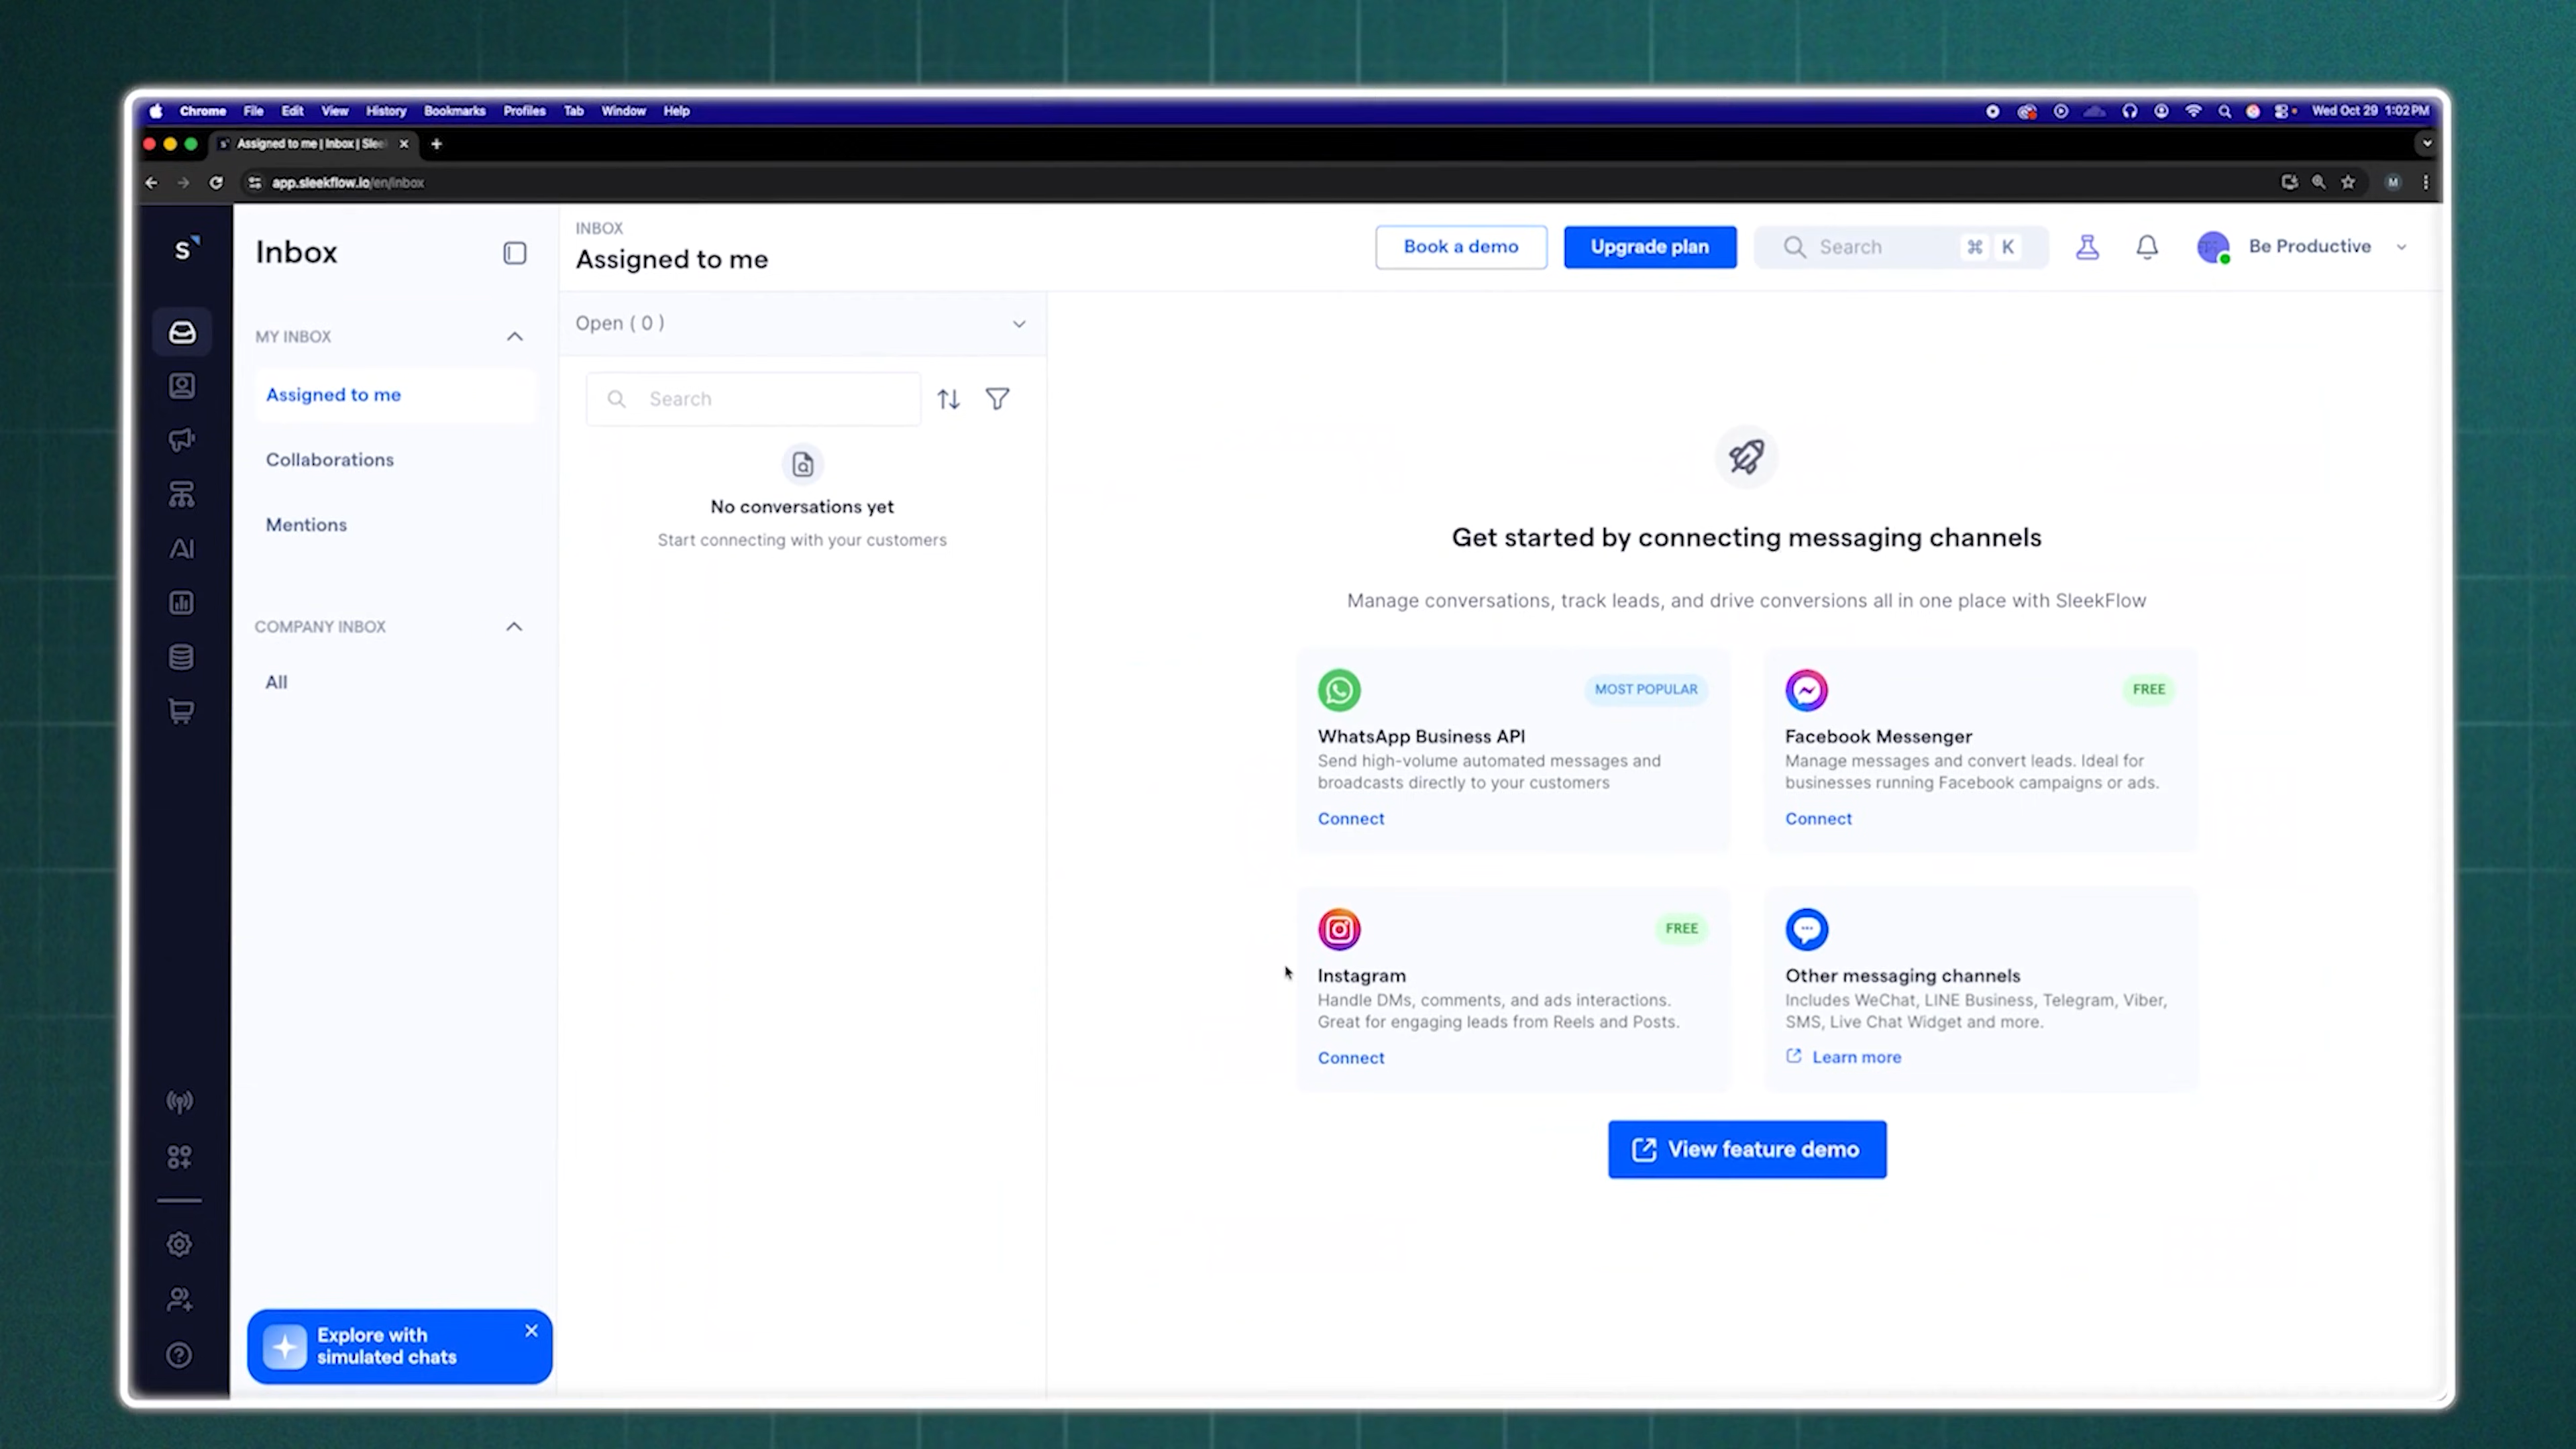 Chrome File Edit View History Bookmarks Profiles Tab Window Help
Wed Oct 29 1:02 PM
Assigned to me | Inbox | Slee
app.sleekflow.io/en/inbox
M
S
Inbox
INBOX
Assigned to me
Book a demo
Upgrade plan
Search
⌘ K
Be Productive
MY INBOX
Assigned to me
Collaborations
Mentions
COMPANY INBOX
All
AI
Open ( 0 )
Search
No conversations yet
Start connecting with your customers
Get started by connecting messaging channels
Manage conversations, track leads, and drive conversions all in one place with SleekFlow
MOST POPULAR
WhatsApp Business API
Send high-volume automated messages and
broadcasts directly to your customers
Connect
FREE
Facebook Messenger
Manage messages and convert leads. Ideal for
businesses running Facebook campaigns or ads.
Connect
FREE
Instagram
Handle DMs, comments, and ads interactions.
Great for engaging leads from Reels and Posts.
Connect
Other messaging channels
Includes WeChat, LINE Business, Telegram, Viber,
SMS, Live Chat Widget and more.
Learn more
View feature demo
Explore with
simulated chats